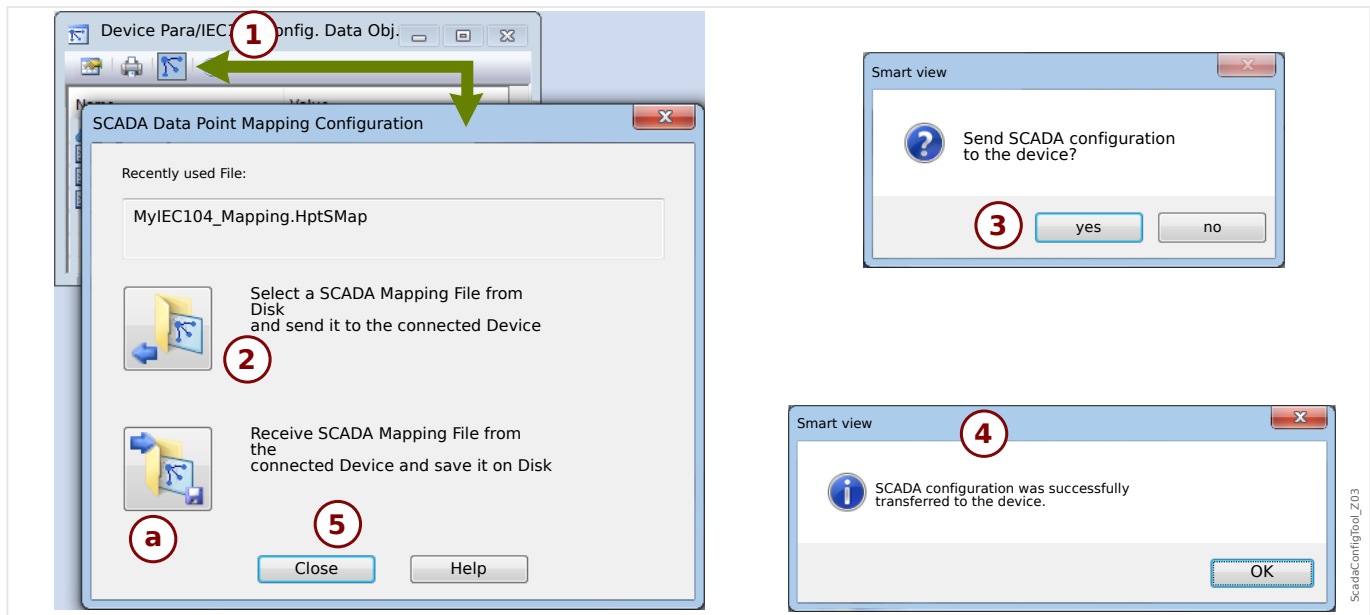 Device Para/IEC1 onfig. Data Obj.
1
Name Value
SCADA Data Point Mapping Configuration
Recently used File:
MyIEC104_Mapping.HptSMap
Select a SCADA Mapping File from
Disk
and send it to the connected Device
2
Receive SCADA Mapping File from
the
connected Device and save it on Disk
a
5
Close
Help
Smart view
Send SCADA configuration
to the device?
3
yes
no
Smart view
4
SCADA configuration was successfully
transferred to the device.
OK
ScadaConfigTool_Z03